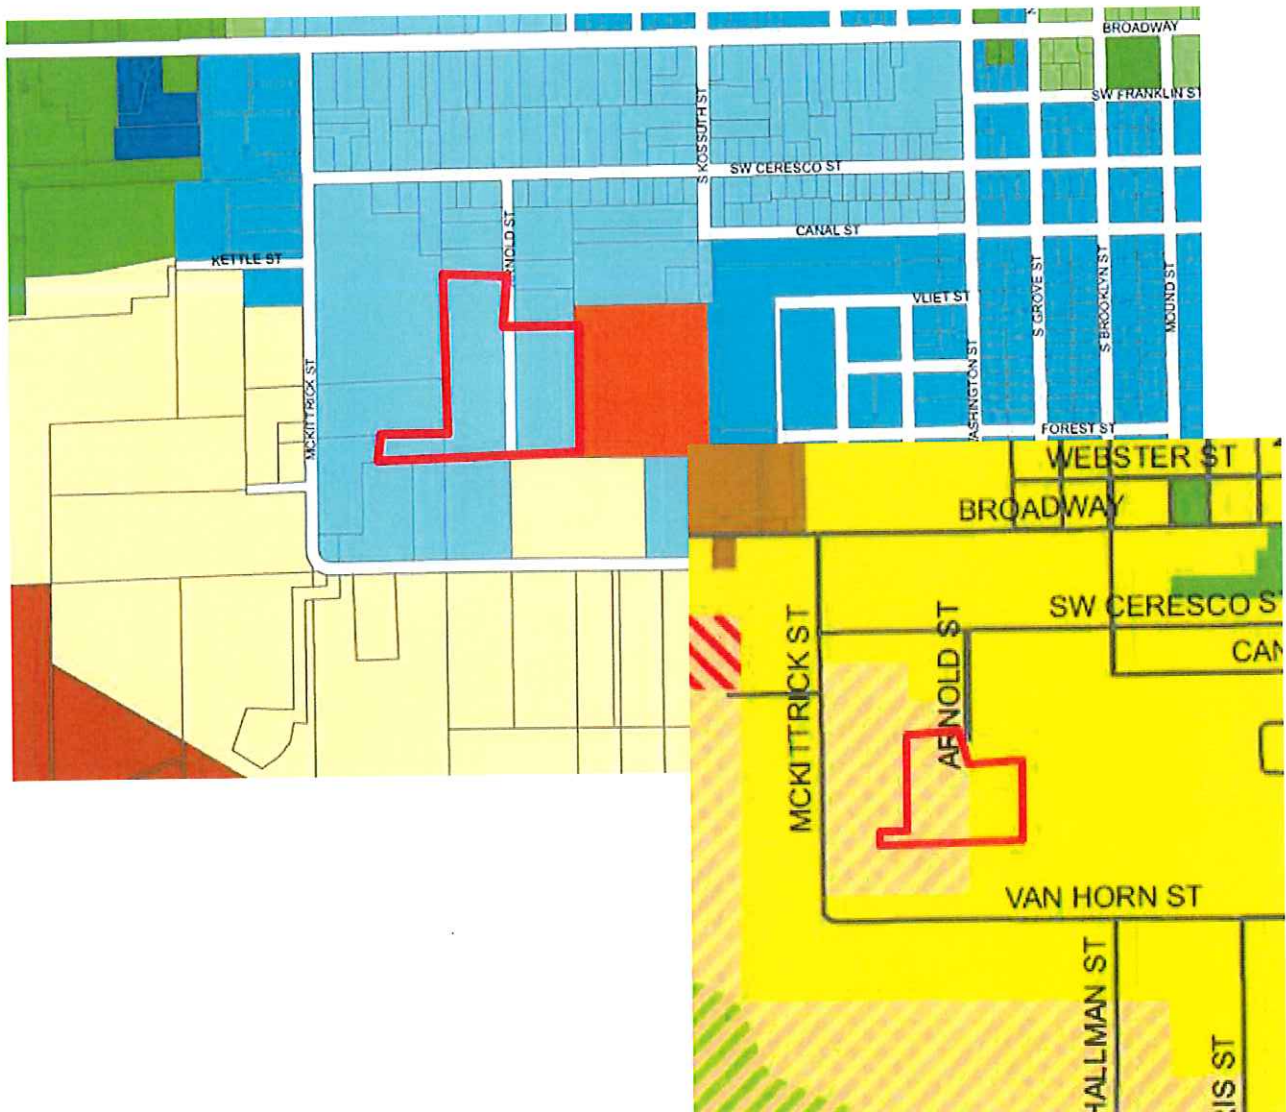 BROADWAY
SW FRANKLIN ST
S KOSSUTH ST
SW CERESCO ST
RNOLD ST
CANAL ST
KETTLE ST
S GROVE ST
S BROOKLYN ST
MOUND ST
VLIET ST
MCKITTRICK ST
ASHINGTON ST
FOREST ST
WEBSTER ST
BROADWAY
SW CERESCO S
MCKITTRICK ST
ARNOLD ST
CAN
VAN HORN ST
HALLMAN ST
RIS ST